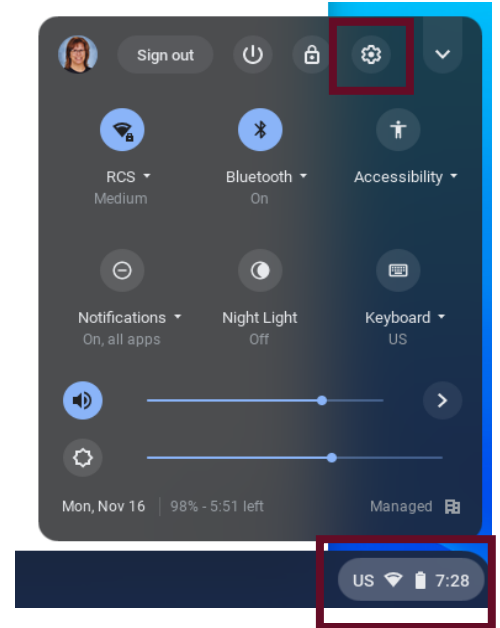 Sign out
RCS Bluetooth Accessibility
Medium On
Notifications Night Light Keyboard
On, all apps Off US
Mon, Nov 16 98% - 5:51 left Managed
US 7:28